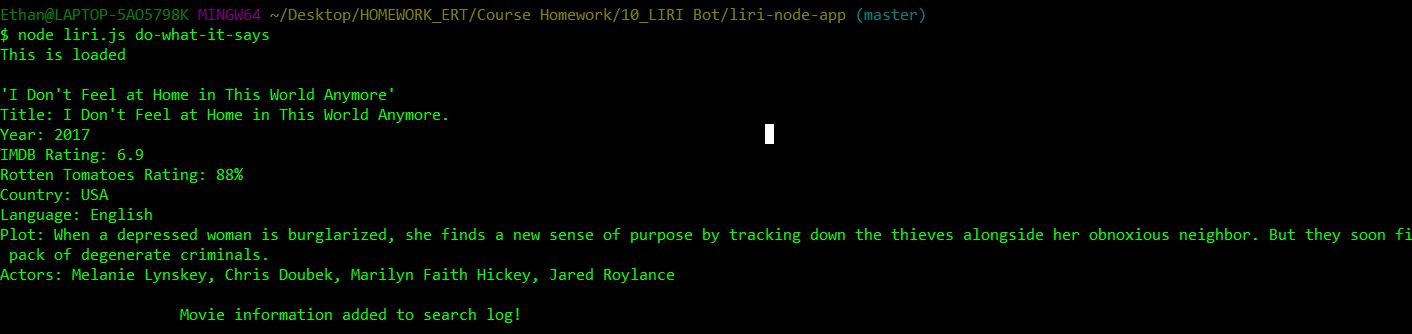 Ethan@LAPTOP-5AO5798K MINGW64 ~/Desktop/HOMEWORK_ERT/Course Homework/10_LIRI Bot/liri-node-app (master)
$ node liri.js do-what-it-says
This is loaded
'I Don't Feel at Home in This World Anymore'
Title: I Don't Feel at Home in This World Anymore.
Year: 2017
IMDB Rating: 6.9
Rotten Tomatoes Rating: 88%
Country: USA
Language: English
Plot: When a depressed woman is burglarized, she finds a new sense of purpose by tracking down the thieves alongside her obnoxious neighbor. But they soon fi
pack of degenerate criminals.
Actors: Melanie Lynskey, Chris Doubek, Marilyn Faith Hickey, Jared Roylance
Movie information added to search log!